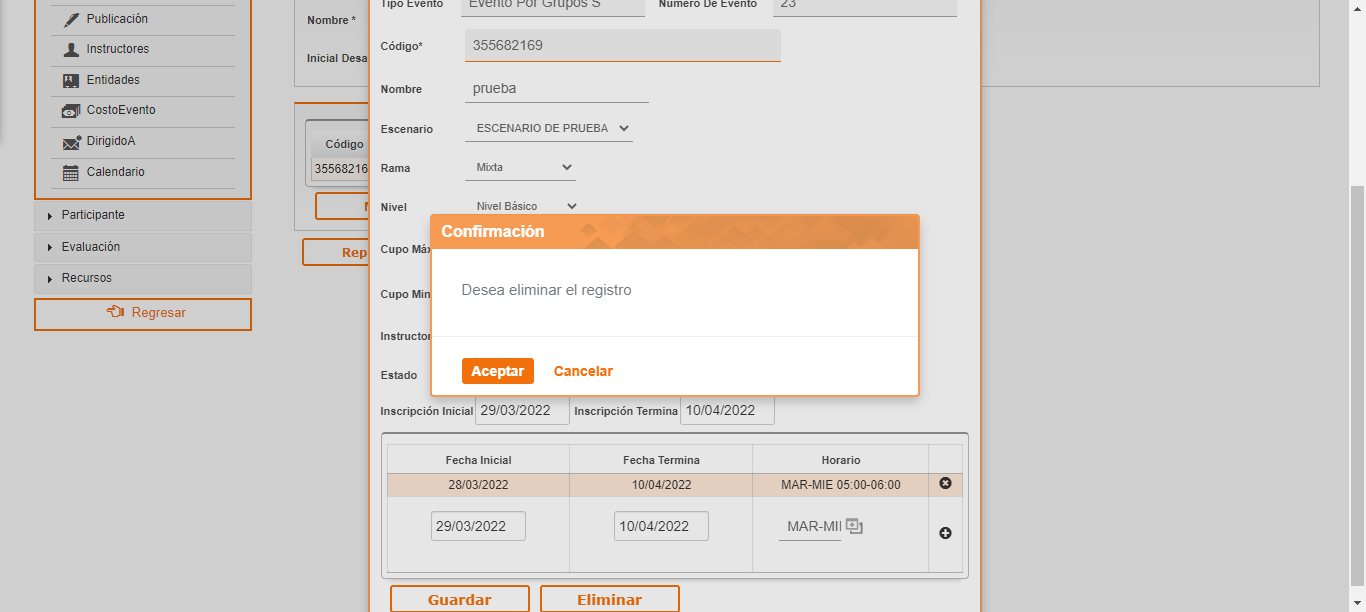 Publicación
Instructores
Entidades
CostoEvento
DirigidoA
Calendario
Participante
Evaluación
Recursos
Regresar
Nombre *
Inicial Desa
Código
35568216
Rep
Tipo Evento Evento Por Grupos S Número De Evento 23
Código* 355682169
Nombre prueba
Escenario ESCENARIO DE PRUEBA
Rama Mixta
Nivel Nivel Básico
Cupo Máx
Cupo Min
Instructor
Estado
Confirmación
Desea eliminar el registro
Aceptar Cancelar
Inscripción Inicial 29/03/2022 Inscripción Termina 10/04/2022
Fecha Inicial Fecha Termina Horario
28/03/2022 10/04/2022 MAR-MIE 05:00-06:00
29/03/2022 10/04/2022 MAR-MI
Guardar Eliminar